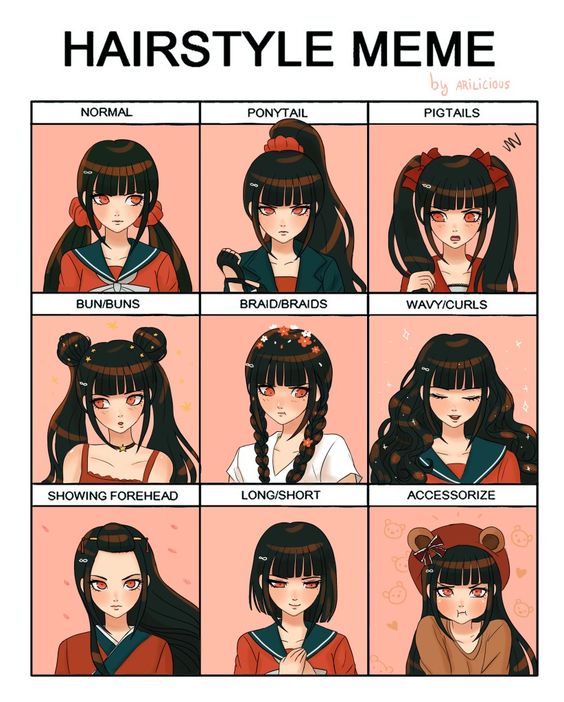 HAIRSTYLE MEME
by ARILICIOUS
NORMAL
PONYTAIL
PIGTAILS
BUN/BUNS
BRAID/BRAIDS
WAVY/CURLS
SHOWING FOREHEAD
LONG/SHORT
ACCESSORIZE